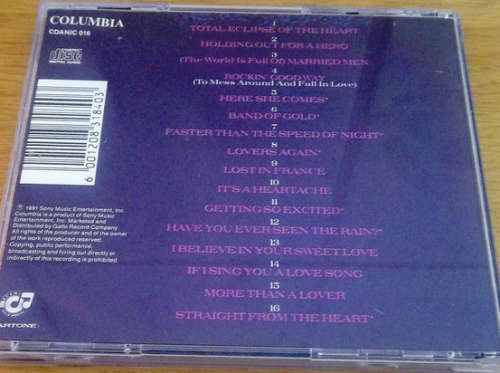 COLUMBIA
CDANIC 016
COMPACT
disc
DIGITAL AUDIO
6 001208 518403
℗ 1991 Sony Music Entertainment, Inc.
Columbia is a product of Sony Music
Entertainment, Inc. Marketed and
Distributed by Gallo Record Company.
All rights of the producer and of the owner
of the work reproduced reserved.
Copying, public performance,
broadcasting and hiring out directly or
indirectly of this recording is prohibited.
ARTONE
1
TOTAL ECLIPSE OF THE HEART
2
HOLDING OUT FOR A HERO
3
(The World Is Full Of) MARRIED MEN
4
ROCKIN' GOOD WAY
(To Mess Around And Fall In Love)
5
HERE SHE COMES*
6
BAND OF GOLD*
7
FASTER THAN THE SPEED OF NIGHT*
8
LOVERS AGAIN*
9
LOST IN FRANCE
10
IT'S A HEARTACHE
11
GETTING SO EXCITED*
12
HAVE YOU EVER SEEN THE RAIN?*
13
I BELIEVE IN YOUR SWEET LOVE
14
IF I SING YOU A LOVE SONG
15
MORE THAN A LOVER
16
STRAIGHT FROM THE HEART*